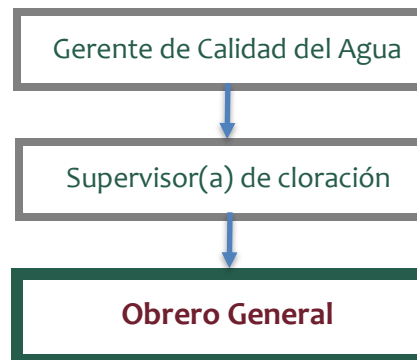 Gerente de Calidad del Agua
Supervisor(a) de cloración
Obrero General